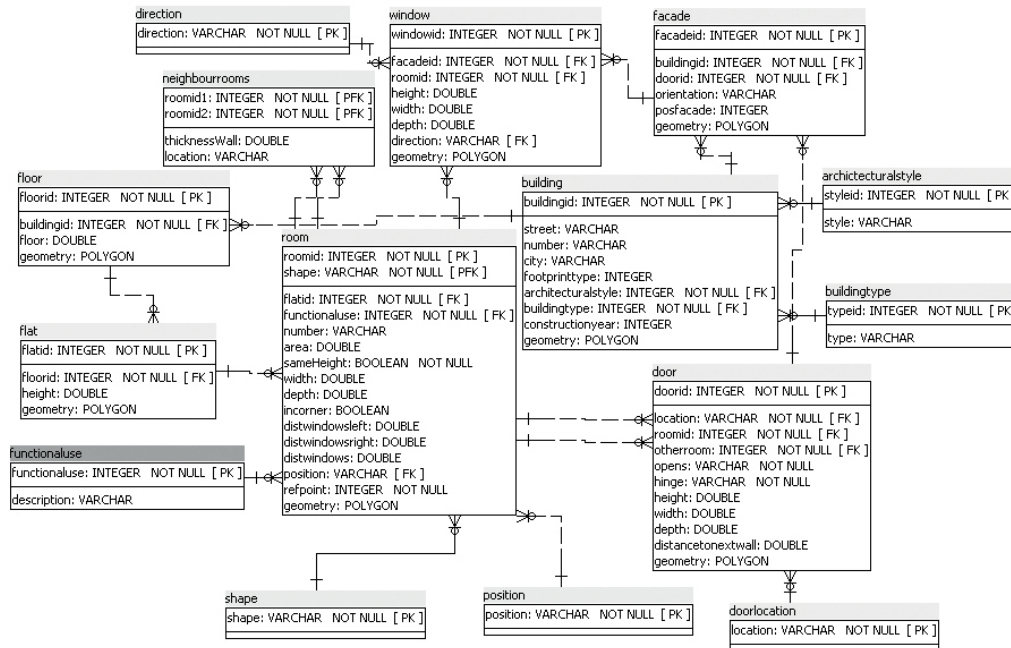 direction
direction: VARCHAR NOT NULL [ PK ]
window
windowid: INTEGER NOT NULL [ PK ]
facadeid: INTEGER NOT NULL [ FK ]
roomid: INTEGER NOT NULL [ FK ]
height: DOUBLE
width: DOUBLE
depth: DOUBLE
direction: VARCHAR [ FK ]
geometry: POLYGON
facade
facadeid: INTEGER NOT NULL [ PK ]
buildingid: INTEGER NOT NULL [ FK ]
doorid: INTEGER NOT NULL [ FK ]
orientation: VARCHAR
posfacade: INTEGER
geometry: POLYGON
neighbourrooms
roomid1: INTEGER NOT NULL [ PFK ]
roomid2: INTEGER NOT NULL [ PFK ]
thicknessWall: DOUBLE
location: VARCHAR
floor
floorid: INTEGER NOT NULL [ PK ]
buildingid: INTEGER NOT NULL [ FK ]
floor: DOUBLE
geometry: POLYGON
building
buildingid: INTEGER NOT NULL [ PK ]
street: VARCHAR
number: VARCHAR
city: VARCHAR
footprinttype: INTEGER
architecturalstyle: INTEGER NOT NULL [ FK ]
buildingtype: INTEGER NOT NULL [ FK ]
constructionyear: INTEGER
geometry: POLYGON
archictecturalstyle
styleid: INTEGER NOT NULL [ PK ]
style: VARCHAR
room
roomid: INTEGER NOT NULL [ PK ]
shape: VARCHAR NOT NULL [ PFK ]
flatid: INTEGER NOT NULL [ FK ]
functionaluse: INTEGER NOT NULL [ FK ]
number: VARCHAR
area: DOUBLE
sameHeight: BOOLEAN NOT NULL
width: DOUBLE
depth: DOUBLE
incorner: BOOLEAN
distwindowsleft: DOUBLE
distwindowsright: DOUBLE
distwindows: DOUBLE
position: VARCHAR [ FK ]
refpoint: INTEGER NOT NULL
geometry: POLYGON
buildingtype
typeid: INTEGER NOT NULL [ PK ]
type: VARCHAR
flat
flatid: INTEGER NOT NULL [ PK ]
floorid: INTEGER NOT NULL [ FK ]
height: DOUBLE
geometry: POLYGON
door
doorid: INTEGER NOT NULL [ PK ]
location: VARCHAR NOT NULL [ FK ]
roomid: INTEGER NOT NULL [ FK ]
otherroom: INTEGER NOT NULL [ FK ]
opens: VARCHAR NOT NULL
hinge: VARCHAR NOT NULL
height: DOUBLE
width: DOUBLE
depth: DOUBLE
distancetonextwall: DOUBLE
geometry: POLYGON
functionaluse
functionaluse: INTEGER NOT NULL [ PK ]
description: VARCHAR
shape
shape: VARCHAR NOT NULL [ PK ]
position
position: VARCHAR NOT NULL [ PK ]
doorlocation
location: VARCHAR NOT NULL [ PK ]